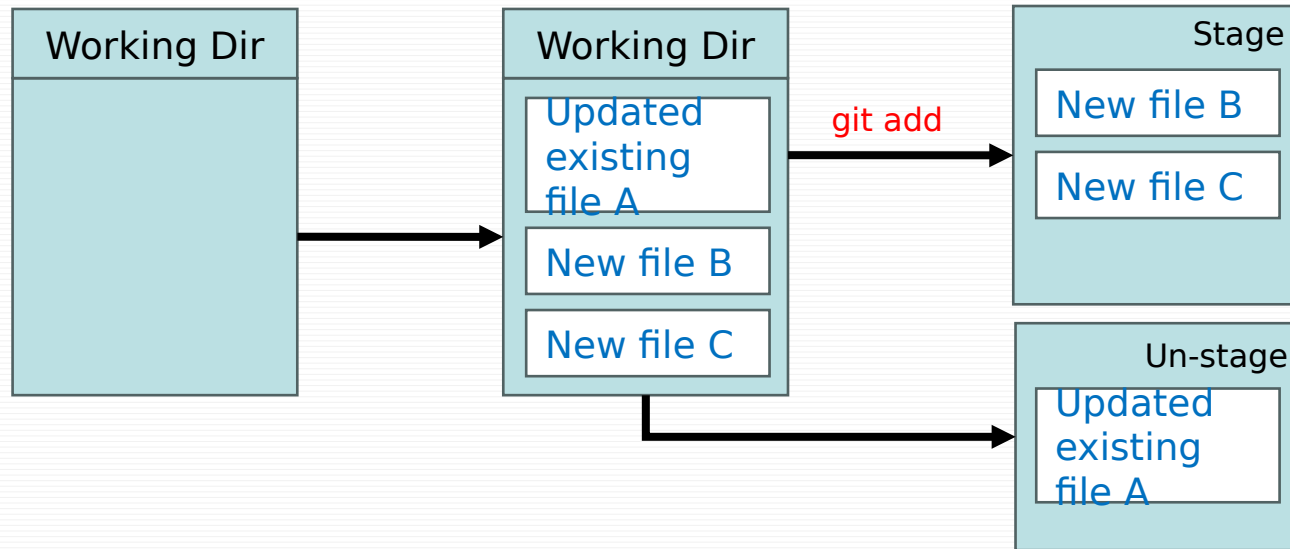 Working Dir
Working Dir
Updated
existing
file A
New file B
New file C
git add
Stage
New file B
New file C
Un-stage
Updated
existing
file A